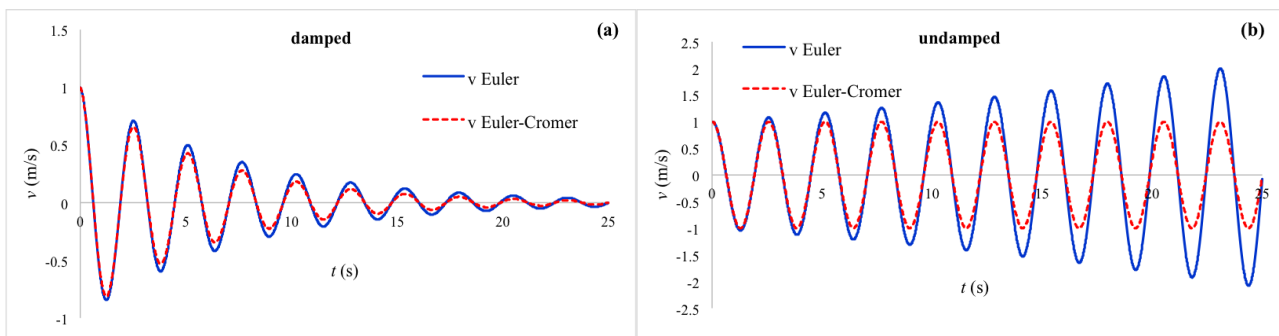 (a)
damped
v Euler
v Euler-Cromer
1.5
1
0.5
0
-0.5
-1
0 5 10 15 20 25
v (m/s)
t (s)
(b)
undamped
v Euler
v Euler-Cromer
2.5
2
1.5
1
0.5
0
-0.5
-1
-1.5
-2
-2.5
0 5 10 15 20 25
v (m/s)
t (s)